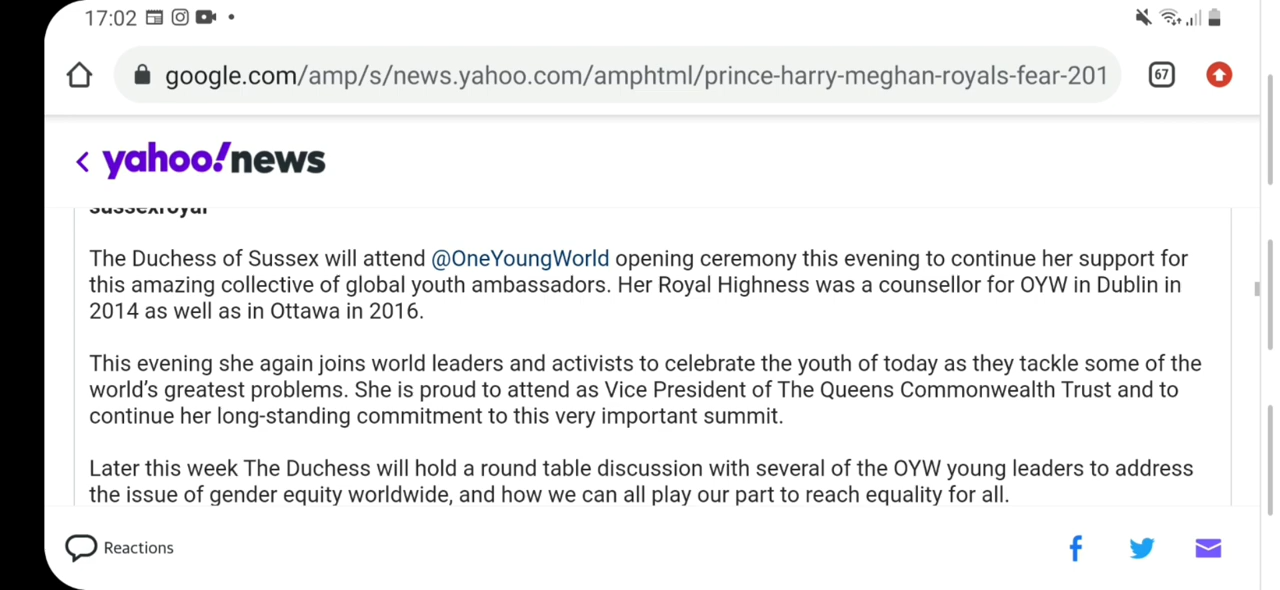 17:02
google.com/amp/s/news.yahoo.com/amphtml/prince-harry-meghan-royals-fear-201
67
yahoo!news
sussexroyal
The Duchess of Sussex will attend @OneYoungWorld opening ceremony this evening to continue her support for
this amazing collective of global youth ambassadors. Her Royal Highness was a counsellor for OYW in Dublin in
2014 as well as in Ottawa in 2016.
This evening she again joins world leaders and activists to celebrate the youth of today as they tackle some of the
world’s greatest problems. She is proud to attend as Vice President of The Queens Commonwealth Trust and to
continue her long-standing commitment to this very important summit.
Later this week The Duchess will hold a round table discussion with several of the OYW young leaders to address
the issue of gender equity worldwide, and how we can all play our part to reach equality for all.
Reactions